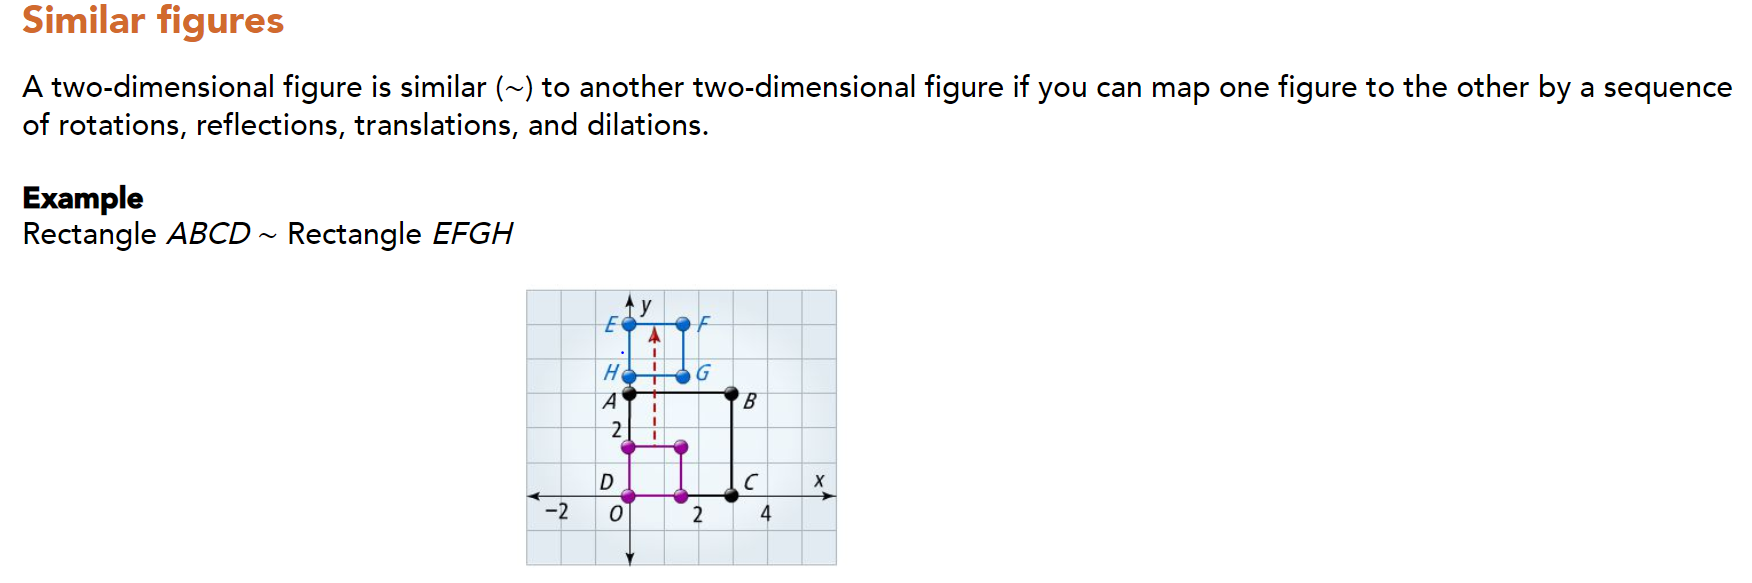 Similar figures
A two-dimensional figure is similar (~) to another two-dimensional figure if you can map one figure to the other by a sequence
of rotations, reflections, translations, and dilations.
Example
Rectangle ABCD ~ Rectangle EFGH
y
E F
H G
A B
2
D C x
-2 O 2 4